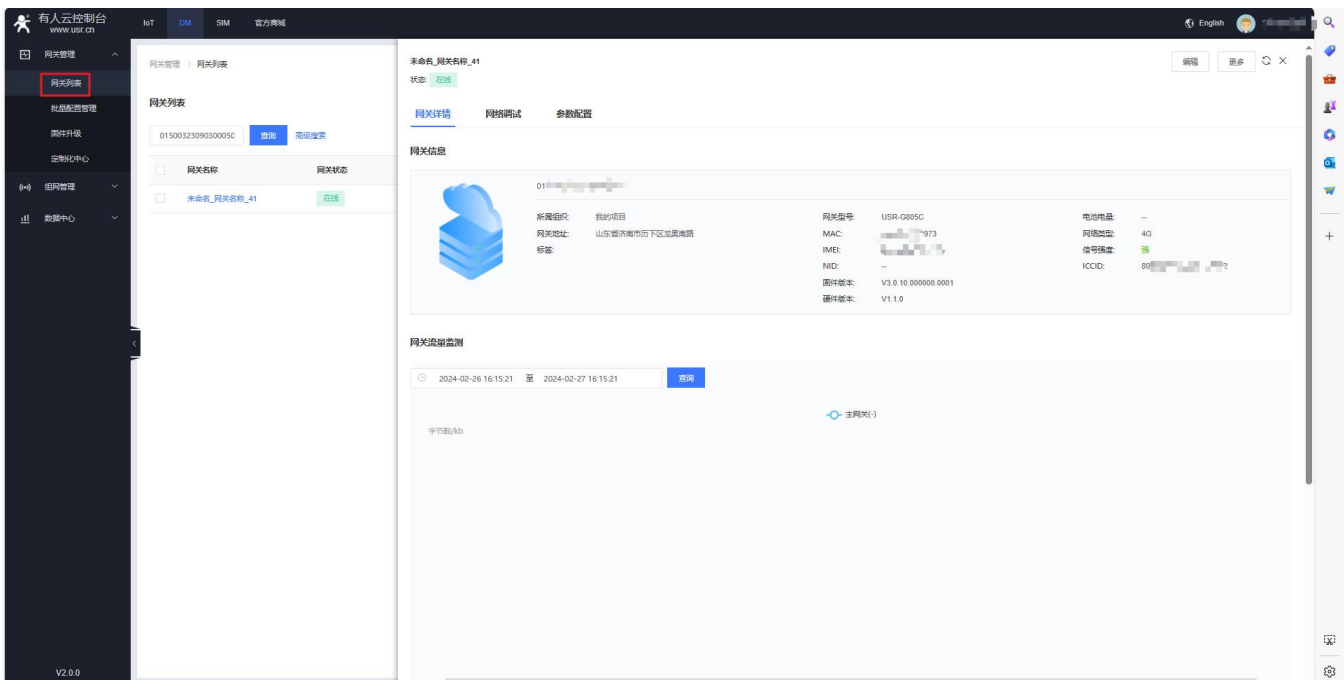 有人云控制台
www.usr.cn
IoT DM SIM 官方商城
English
网关管理
网关列表
批量配置管理
固件升级
定制化中心
组网管理
数据中心
V2.0.0
网关管理 > 网关列表
网关列表
01500323090300050 查询 高级搜索
网关名称 网关状态
未命名_网关名称_41 在线
未命名_网关名称_41
编辑 更多
状态: 在线
网关详情 网络调试 参数配置
网关信息
01
所属组织: 我的项目
网关地址: 山东省济南市历下区龙奥南路
标签:
网关型号: USR-G805C
MAC: 973
IMEI:
NID: --
固件版本: V3.0.10.000000.0001
硬件版本: V1.1.0
电池电量: --
网络类型: 4G
信号强度: 强
ICCID: 89
网关流量监测
2024-02-26 16:15:21 至 2024-02-27 16:15:21 查询
主网关(-)
字节数/kb